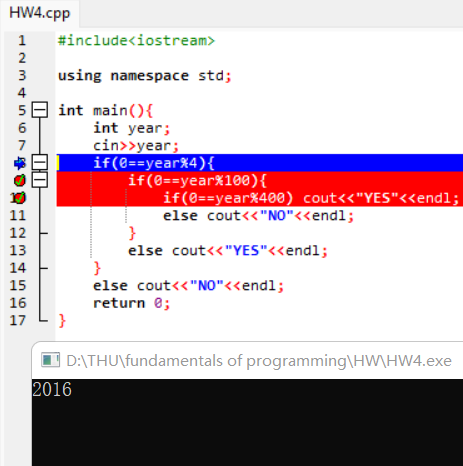 HW4.cpp
1 #include<iostream>
2
3 using namespace std;
4
5 int main(){
6 int year;
7 cin>>year;
if(0==year%4){
if(0==year%100){
if(0==year%400) cout<<"YES"<<endl;
11 else cout<<"NO"<<endl;
12 }
13 else cout<<"YES"<<endl;
14 }
15 else cout<<"NO"<<endl;
16 return 0;
17 }
D:\THU\fundamentals of programming\HW\HW4.exe
2016